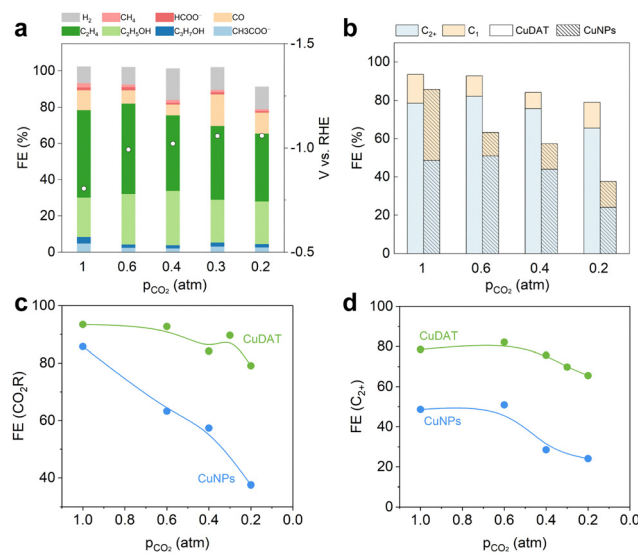 a
H₂ CH₄ HCOO⁻ CO
C₂H₄ C₂H₅OH C₃H₇OH CH3COO⁻
100
80
60
40
20
0
FE (%)
-1.5
-1.0
-0.5
V vs. RHE
1 0.6 0.4 0.3 0.2
pCO₂ (atm)
b
C₂₊ C₁ CuDAT CuNPs
100
80
60
40
20
0
FE (%)
1 0.6 0.4 0.2
pCO₂ (atm)
c
100
80
60
40
FE (CO₂R)
CuDAT
CuNPs
1.0 0.8 0.6 0.4 0.2 0.0
pCO₂ (atm)
d
100
80
60
40
20
0
FE (C₂₊)
CuDAT
CuNPs
1.0 0.8 0.6 0.4 0.2 0.0
pCO₂ (atm)